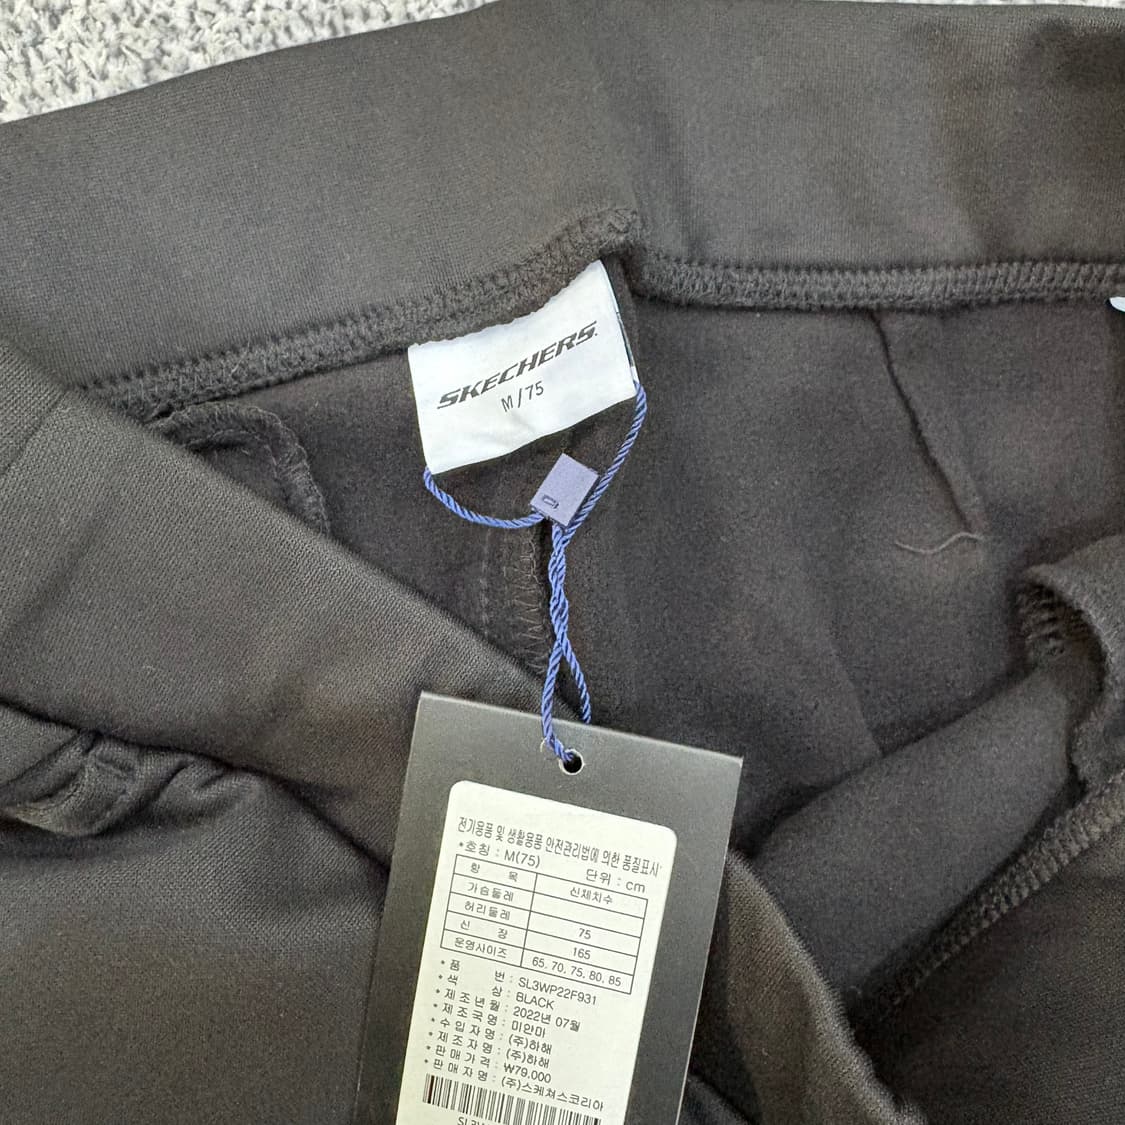 SKECHERS
M/75
전기용품 및 생활용품 안전관리법에 의한 품질표시
*호칭 : M(75)
단위 : cm
항 목 신체치수
가슴둘레
허리둘레 75
신 장 165
운영사이즈 65, 70, 75, 80, 85
* 품 번 : SL3WP22F931
* 색 상 : BLACK
* 제조년월 : 2022년 07월
* 제조국명 : 미얀마
* 수입자명 : (주)하해
* 제조자명 : (주)하해
* 판매가격 : ₩79,000
* 판매자명 : (주)스케쳐스코리아